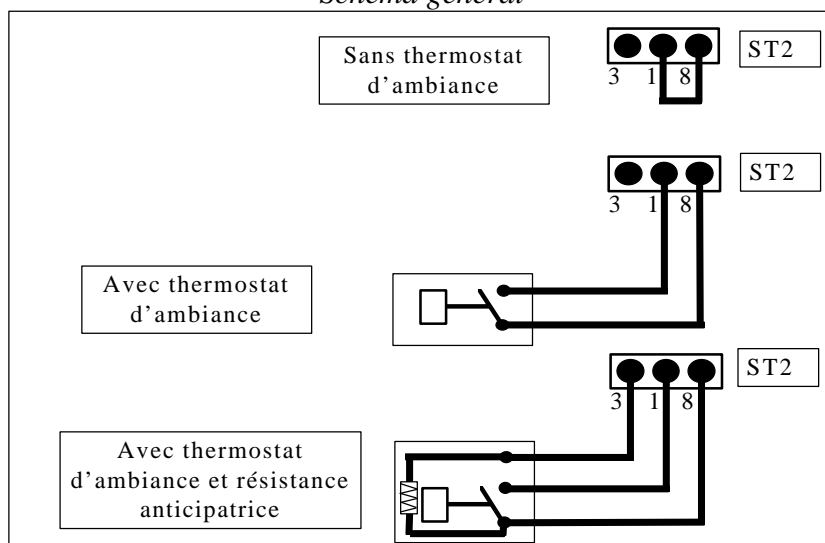 Schéma général
Sans thermostat
d'ambiance
ST2
3 1 8
ST2
3 1 8
Avec thermostat
d'ambiance
ST2
3 1 8
Avec thermostat
d'ambiance et résistance
anticipatrice